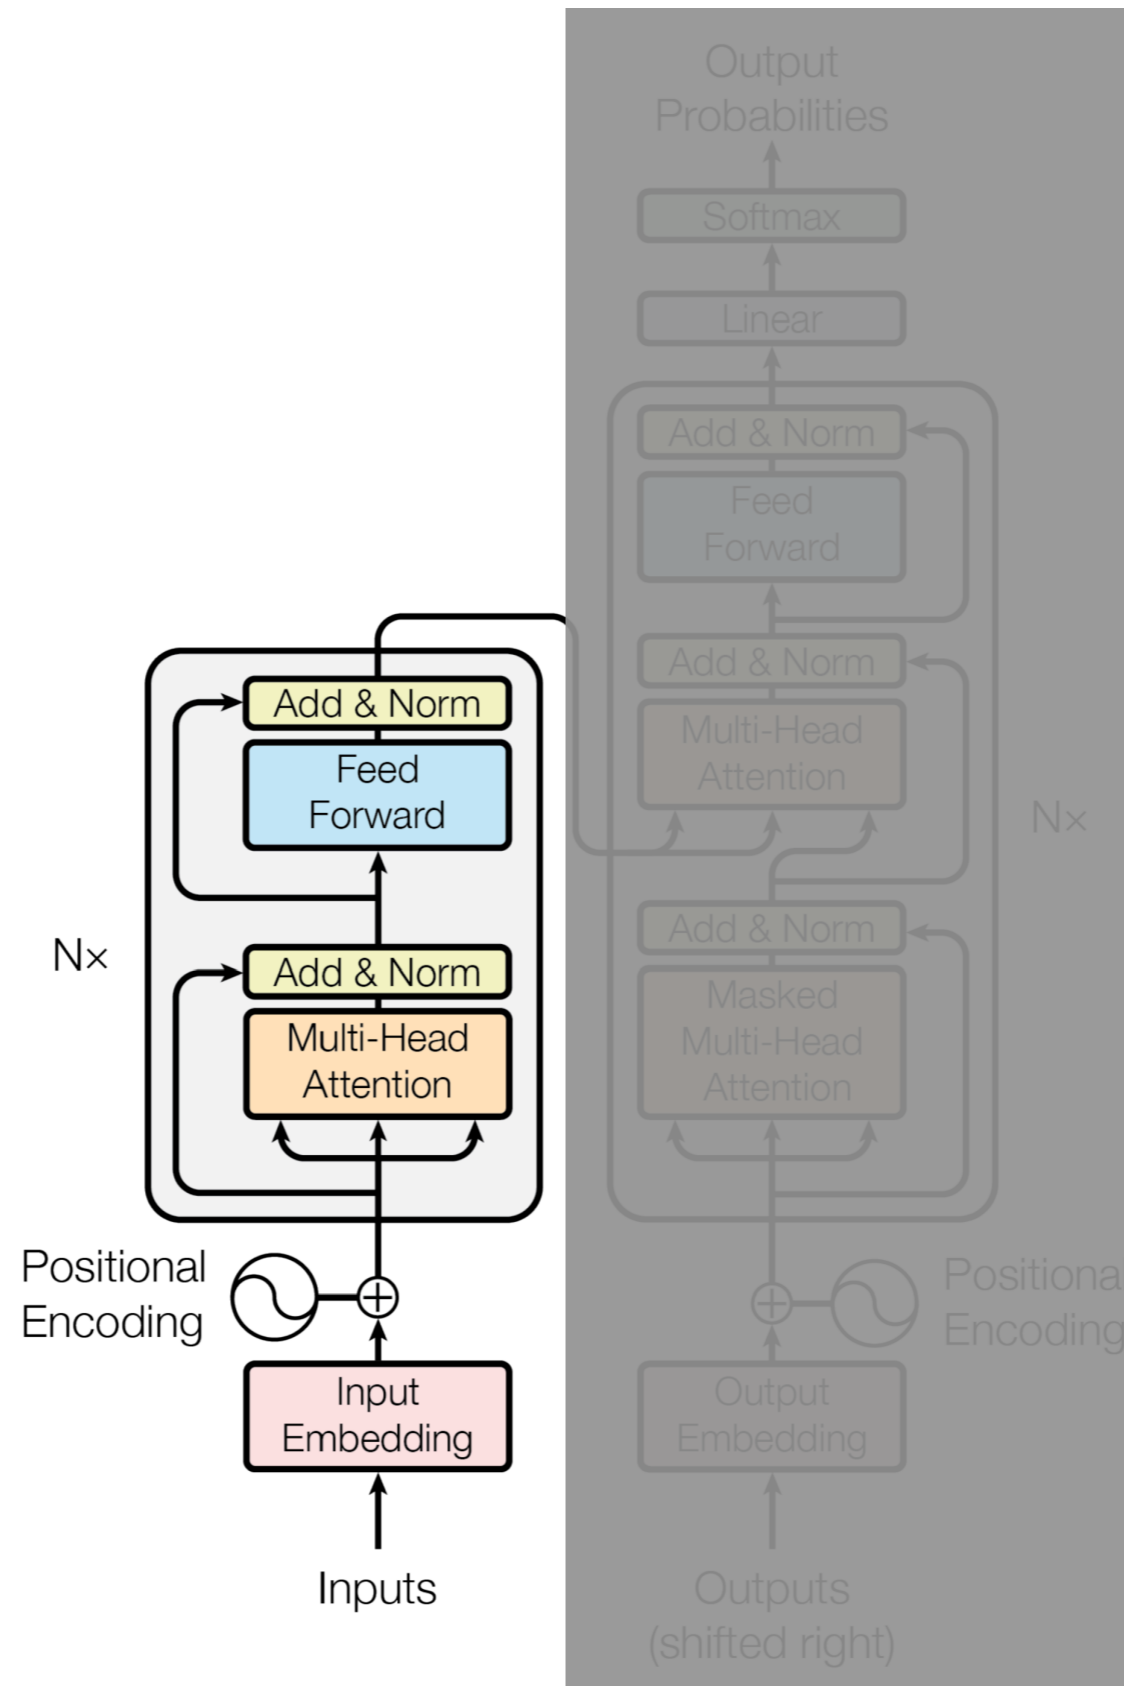 Output
Probabilities
Softmax
Linear
Add & Norm
Feed
Forward
Add & Norm
Multi-Head
Attention
Nx
Add & Norm
Masked
Multi-Head
Attention
Positional
Encoding
Output
Embedding
Outputs
(shifted right)
Add & Norm
Feed
Forward
N×
Add & Norm
Multi-Head
Attention
Positional
Encoding
Input
Embedding
Inputs